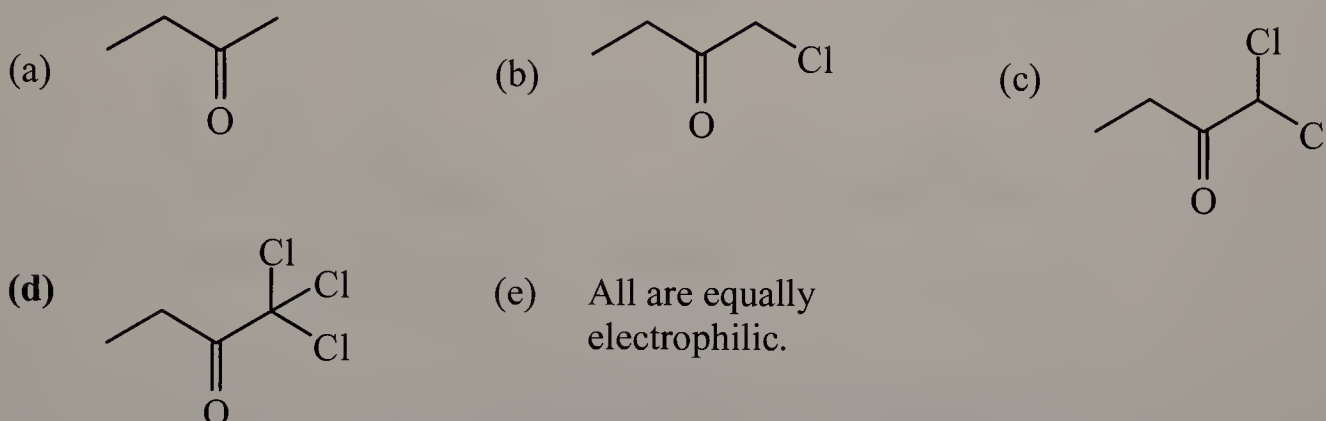 (a)
O
(b)
Cl
O
(c)
Cl
C
O
(d)
Cl
Cl
Cl
O
(e) All are equally
electrophilic.